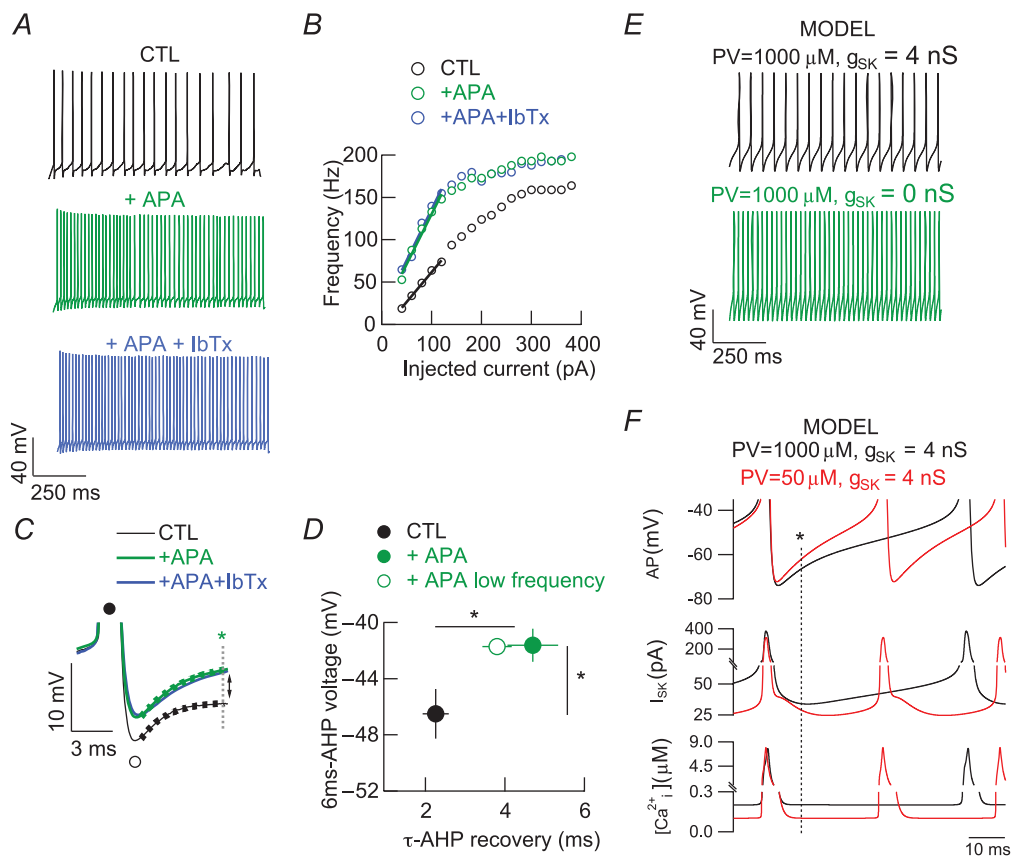 A
CTL
+ APA
+ APA + IbTx
40 mV
250 ms
B
CTL
+APA
+APA+IbTx
Frequency (Hz)
200
150
100
50
0
0 100 200 300 400
Injected current (pA)
C
CTL
+APA
+APA+IbTx
*
10 mV
3 ms
D
CTL
+ APA
+ APA low frequency
6ms-AHP voltage (mV)
−40
−44
−48
−52
*
*
2 4 6
τ-AHP recovery (ms)
E
MODEL
PV=1000 μM, gSK = 4 nS
PV=1000 μM, gSK = 0 nS
40 mV
250 ms
F
MODEL
PV=1000 μM, gSK = 4 nS
PV=50 μM, gSK = 4 nS
AP(mV)
-40
-60
-80
*
ISK(pA)
400
300
50
25
[Ca2+i](μM)
9.0
4.5
0.3
0.0
10 ms